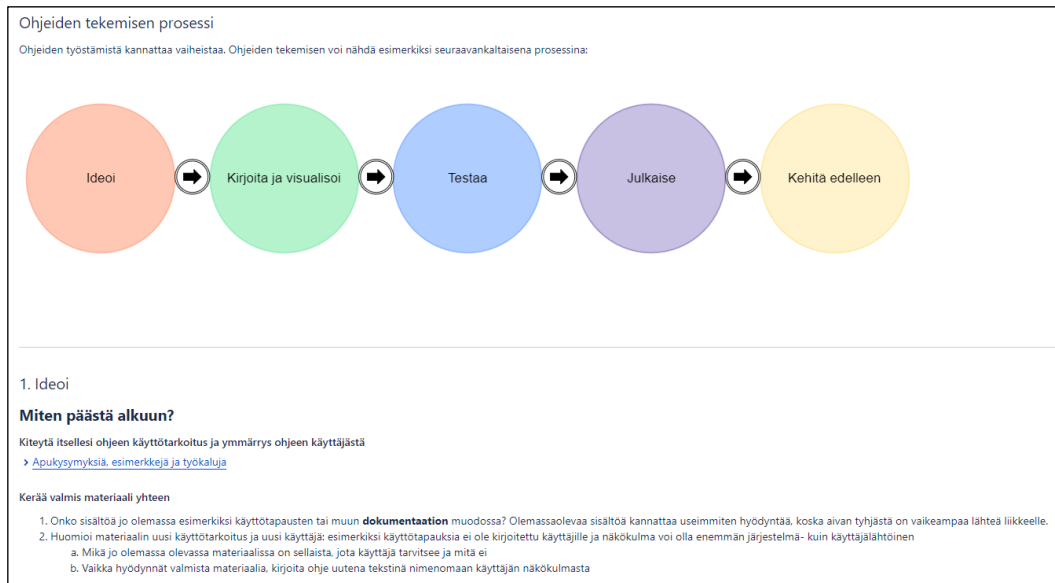 Ohjeiden tekemisen prosessi
Ohjeiden työstämistä kannattaa vaiheistaa. Ohjeiden tekemisen voi nähdä esimerkiksi seuraavankaltaisena prosessina:
Ideoi
Kirjoita ja visualisoi
Testaa
Julkaise
Kehitä edelleen
1. Ideoi
Miten päästä alkuun?
Kiteytä itsellesi ohjeen käyttötarkoitus ja ymmärrys ohjeen käyttäjästä
> Apukysymyksiä, esimerkkejä ja työkaluja
Kerää valmis materiaali yhteen
1. Onko sisältöä jo olemassa esimerkiksi käyttötapausten tai muun dokumentaation muodossa? Olemassaolevaa sisältöä kannattaa useimmiten hyödyntää, koska aivan tyhjästä on vaikeampaa lähteä liikkeelle.
2. Huomioi materiaalin uusi käyttötarkoitus ja uusi käyttäjä: esimerkiksi käyttötapauksia ei ole kirjoitettu käyttäjille ja näkökulma voi olla enemmän järjestelmä- kuin käyttäjälähtöinen
a. Mikä jo olemassa olevassa materiaalissa on sellaista, jota käyttäjä tarvitsee ja mitä ei
b. Vaikka hyödynnät valmista materiaalia, kirjoita ohje uutena tekstinä nimenomaan käyttäjän näkökulmasta